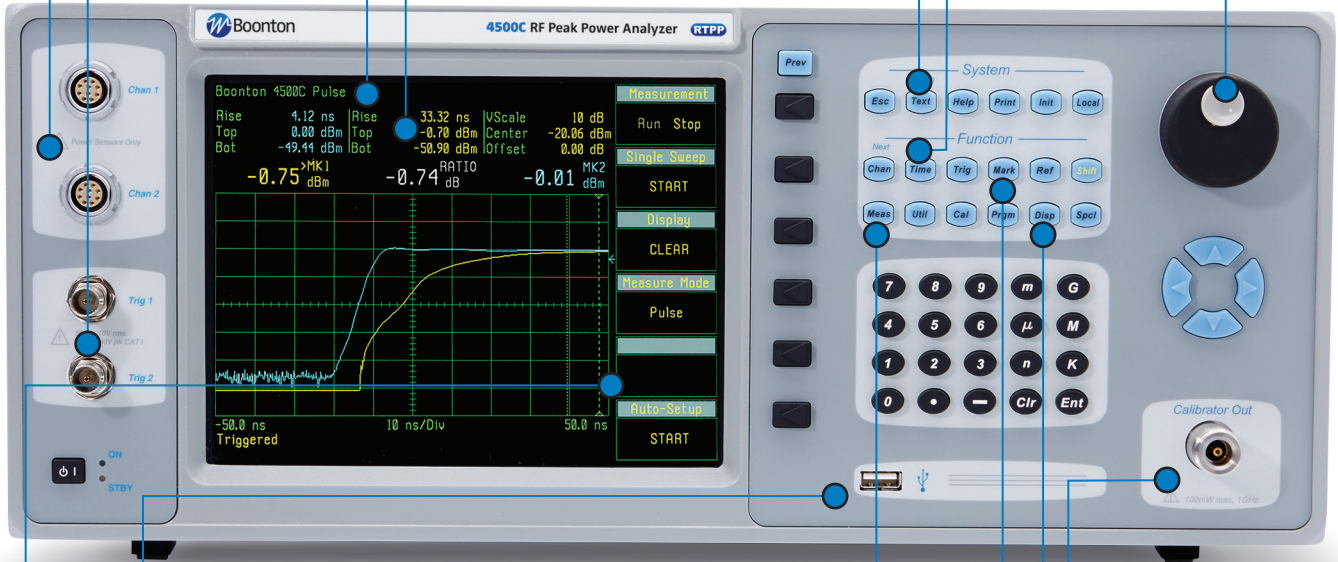 Boonton
4500C RF Peak Power Analyzer RTPP
Chan 1
Power Sensors Only
Chan 2
Trig 1
Trig 2
ON
STBY
Boonton 4500C Pulse
Rise 4.12 ns Rise 33.32 ns VScale 10 dB
Top 0.00 dBm Top -0.70 dBm Center -20.06 dBm
Bot -49.44 dBm Bot -50.90 dBm Offset 0.00 dB
-0.75 >MK1 dBm -0.74 RATIO dB -0.01 MK2 dBm
-50.0 ns 10 ns/Div 50.0 ns
Triggered
Measurement
Run Stop
Single Sweep
START
Display
CLEAR
Measure Mode
Pulse
Auto-Setup
START
Prev
System
Esc Text Help Print Init Local
Function
Next
Chan Time Trig Mark Ref Shift
Meas Util Cal Prgm Disp Spcl
7 8 9 m G
4 5 6 µ M
1 2 3 n K
0 • – Clr Ent
Calibrator Out
100mW max, 1GHz